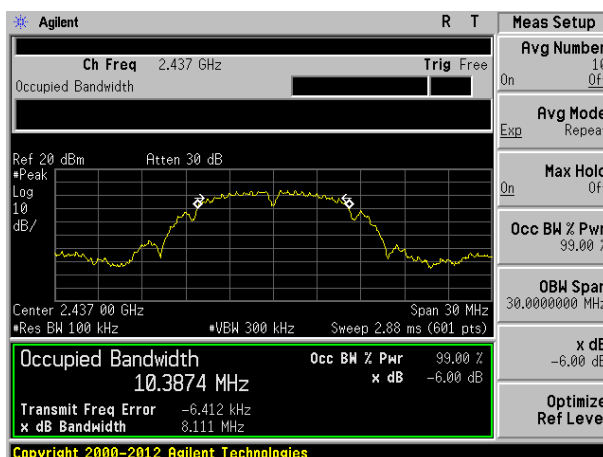 Agilent R T
Ch Freq 2.437 GHz Trig Free
Occupied Bandwidth
Ref 20 dBm Atten 30 dB
#Peak
Log
10
dB/
Center 2.437 00 GHz Span 30 MHz
#Res BW 100 kHz #VBW 300 kHz Sweep 2.88 ms (601 pts)
Occupied Bandwidth
10.3874 MHz
Occ BW % Pwr 99.00 %
x dB -6.00 dB
Transmit Freq Error -6.412 kHz
x dB Bandwidth 8.111 MHz
Copyright 2000-2012 Agilent Technologies
Meas Setup
Avg Number
10
On Of
Avg Mode
Exp Repea
Max Hold
On Of
Occ BW % Pwr
99.00 %
OBW Span
30.0000000 MHz
x dB
-6.00 dB
Optimize
Ref Leve